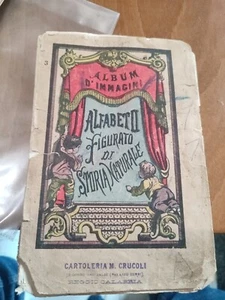 ALBUM
D'IMMAGINI
ALFABETO
FIGURATO
DI
STORIA NATURALE
CARTOLERIA M. CRUCOLI
REGGIO CALABRIA